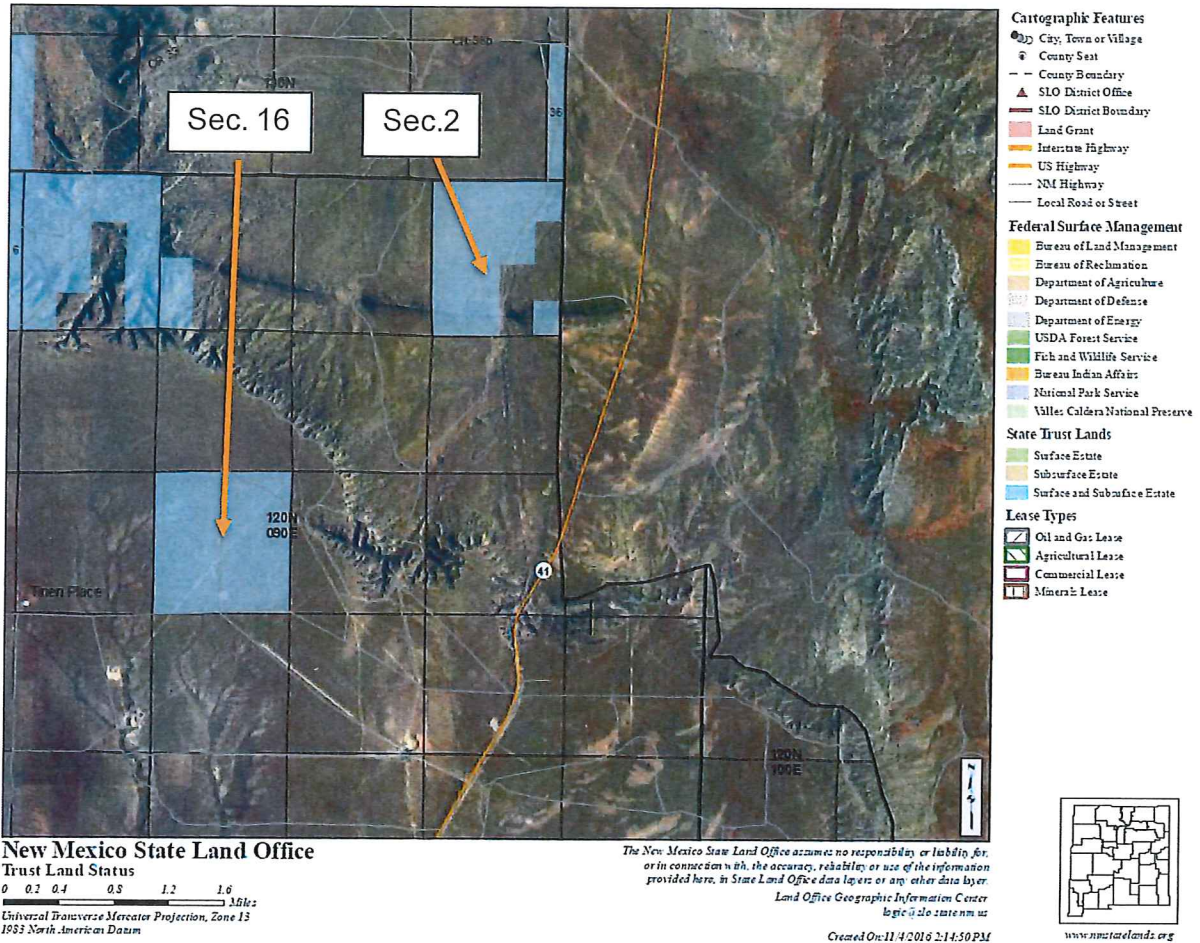 CR 55b
130N
36
Sec. 16
Sec.2
6
120N
090E
41
Tinen Place
120N
100E
N
Cartographic Features
City, Town or Village
County Seat
County Boundary
SLO District Office
SLO District Boundary
Land Grant
Interstate Highway
US Highway
NM Highway
Local Road or Street
Federal Surface Management
Bureau of Land Management
Bureau of Reclamation
Department of Agriculture
Department of Defense
Department of Energy
USDA Forest Service
Fish and Wildlife Service
Bureau Indian Affairs
National Park Service
Valles Caldera National Preserve
State Trust Lands
Surface Estate
Subsurface Estate
Surface and Subsurface Estate
Lease Types
Oil and Gas Lease
Agricultural Lease
Commercial Lease
Minerals Lease
New Mexico State Land Office
Trust Land Status
0 0.2 0.4 0.8 1.2 1.6
Miles
Universal Transverse Mercator Projection, Zone 13
1983 North American Datum
The New Mexico State Land Office assumes no responsibility or liability for,
or in connection with, the accuracy, reliability or use of the information
provided here, in State Land Office data layers or any other data layer.
Land Office Geographic Information Center
logic@slo.state.nm.us
Created On:11/4/2016 2:14:50 PM
www.nmstatelands.org